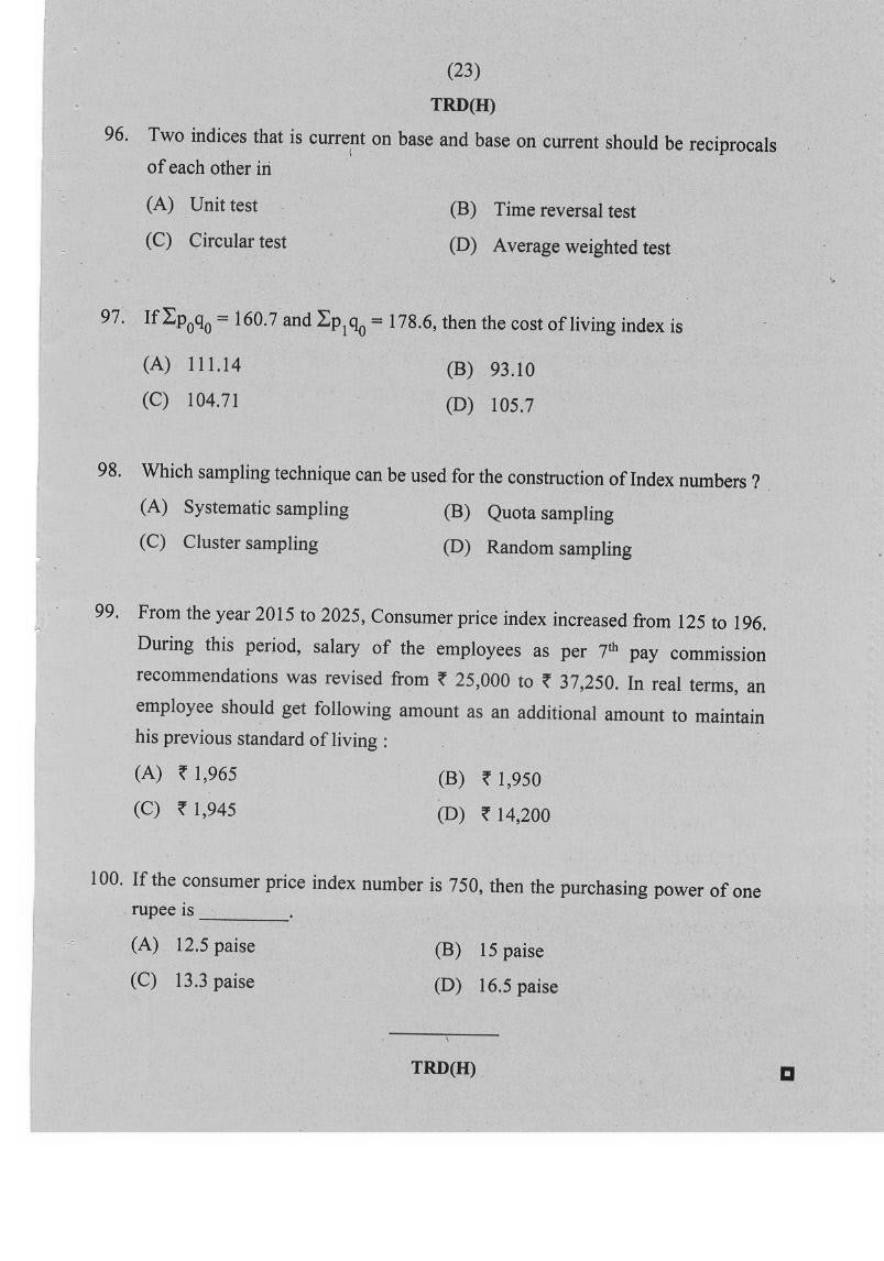 (23)
TRD(H)
96. Two indices that is current on base and base on current should be reciprocals
of each other in
(A) Unit test (B) Time reversal test
(C) Circular test (D) Average weighted test
97. If Σp₀q₀ = 160.7 and Σp₁q₀ = 178.6, then the cost of living index is
(A) 111.14 (B) 93.10
(C) 104.71 (D) 105.7
98. Which sampling technique can be used for the construction of Index numbers ?
(A) Systematic sampling (B) Quota sampling
(C) Cluster sampling (D) Random sampling
99. From the year 2015 to 2025, Consumer price index increased from 125 to 196.
During this period, salary of the employees as per 7th pay commission
recommendations was revised from ₹ 25,000 to ₹ 37,250. In real terms, an
employee should get following amount as an additional amount to maintain
his previous standard of living :
(A) ₹ 1,965 (B) ₹ 1,950
(C) ₹ 1,945 (D) ₹ 14,200
100. If the consumer price index number is 750, then the purchasing power of one
rupee is _________.
(A) 12.5 paise (B) 15 paise
(C) 13.3 paise (D) 16.5 paise
TRD(H)